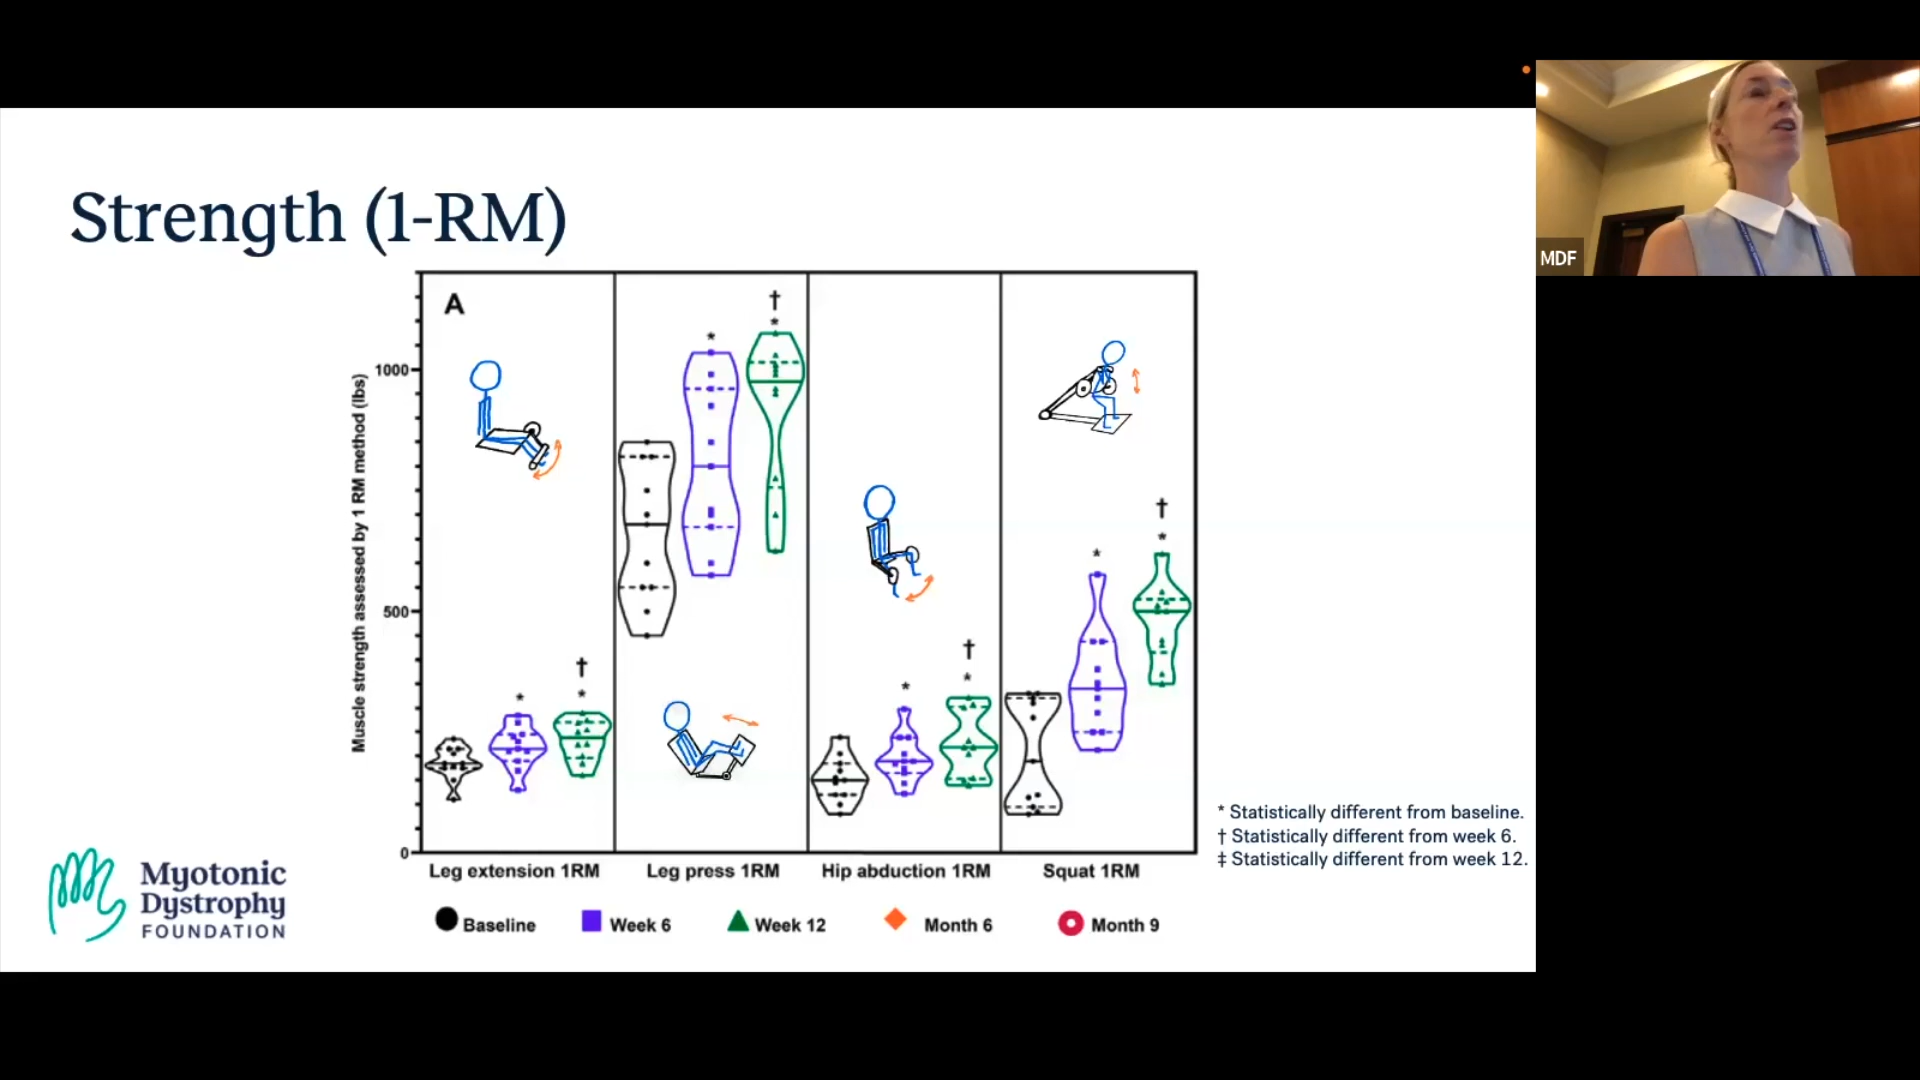 MDF
Strength (1-RM)
A
†
*
*
1000
†
*
*
500
†
*
*
†
*
*
0
Muscle strength assessed by 1 RM method (lbs)
Leg extension 1RM
Leg press 1RM
Hip abduction 1RM
Squat 1RM
Baseline
Week 6
Week 12
Month 6
Month 9
* Statistically different from baseline.
† Statistically different from week 6.
‡ Statistically different from week 12.
Myotonic
Dystrophy
FOUNDATION